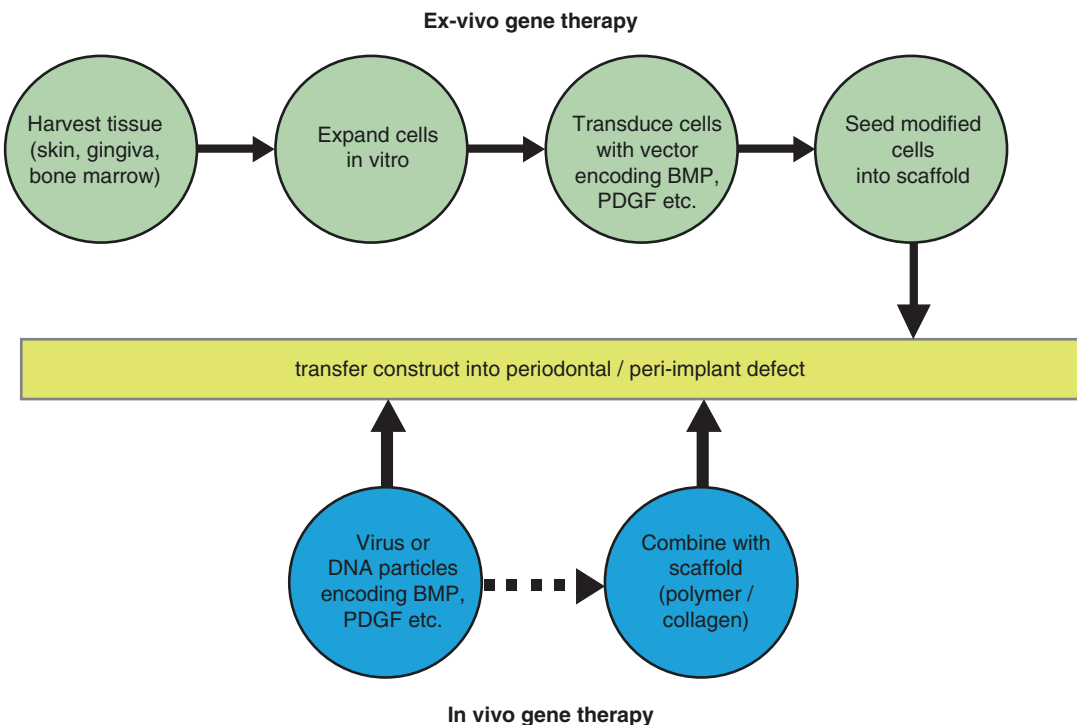 Ex-vivo gene therapy
Harvest tissue
(skin, gingiva,
bone marrow)
Expand cells
in vitro
Transduce cells
with vector
encoding BMP,
PDGF etc.
Seed modified
cells
into scaffold
transfer construct into periodontal / peri-implant defect
Virus or
DNA particles
encoding BMP,
PDGF etc.
Combine with
scaffold
(polymer /
collagen)
In vivo gene therapy